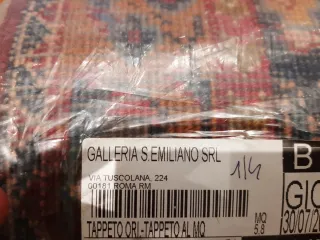 GALLERIA S.EMILIANO SRL
1/4
B
VIA TUSCOLANA, 224
00181 ROMA RM
GIO
30/07/2
TAPPETO ORI -TAPPETO AL MQ
MQ
5,8